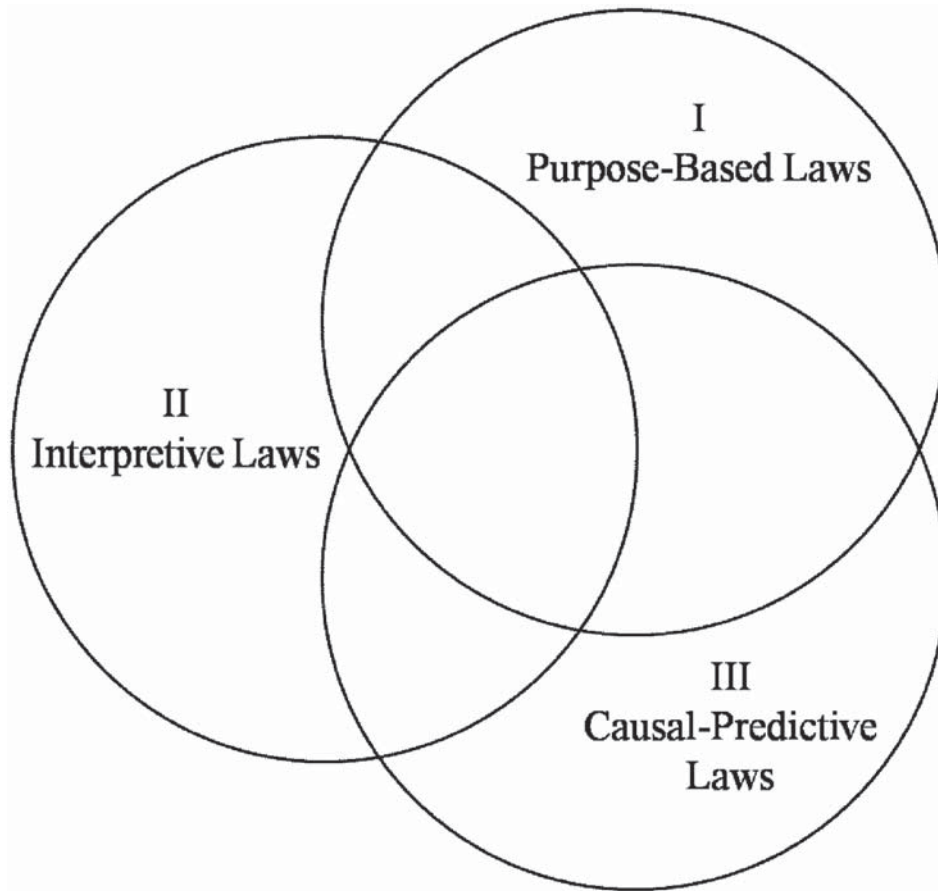 I
Purpose-Based Laws
II
Interpretive Laws
III
Causal-Predictive
Laws